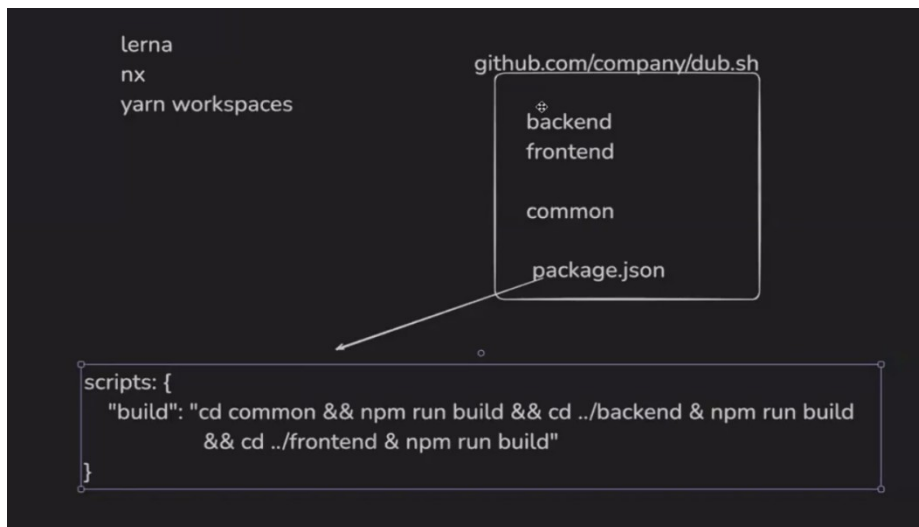 lerna
nx
yarn workspaces
github.com/company/dub.sh
backend
frontend
common
package.json
scripts: {
"build": "cd common && npm run build && cd ../backend & npm run build
&& cd ../frontend & npm run build"
}